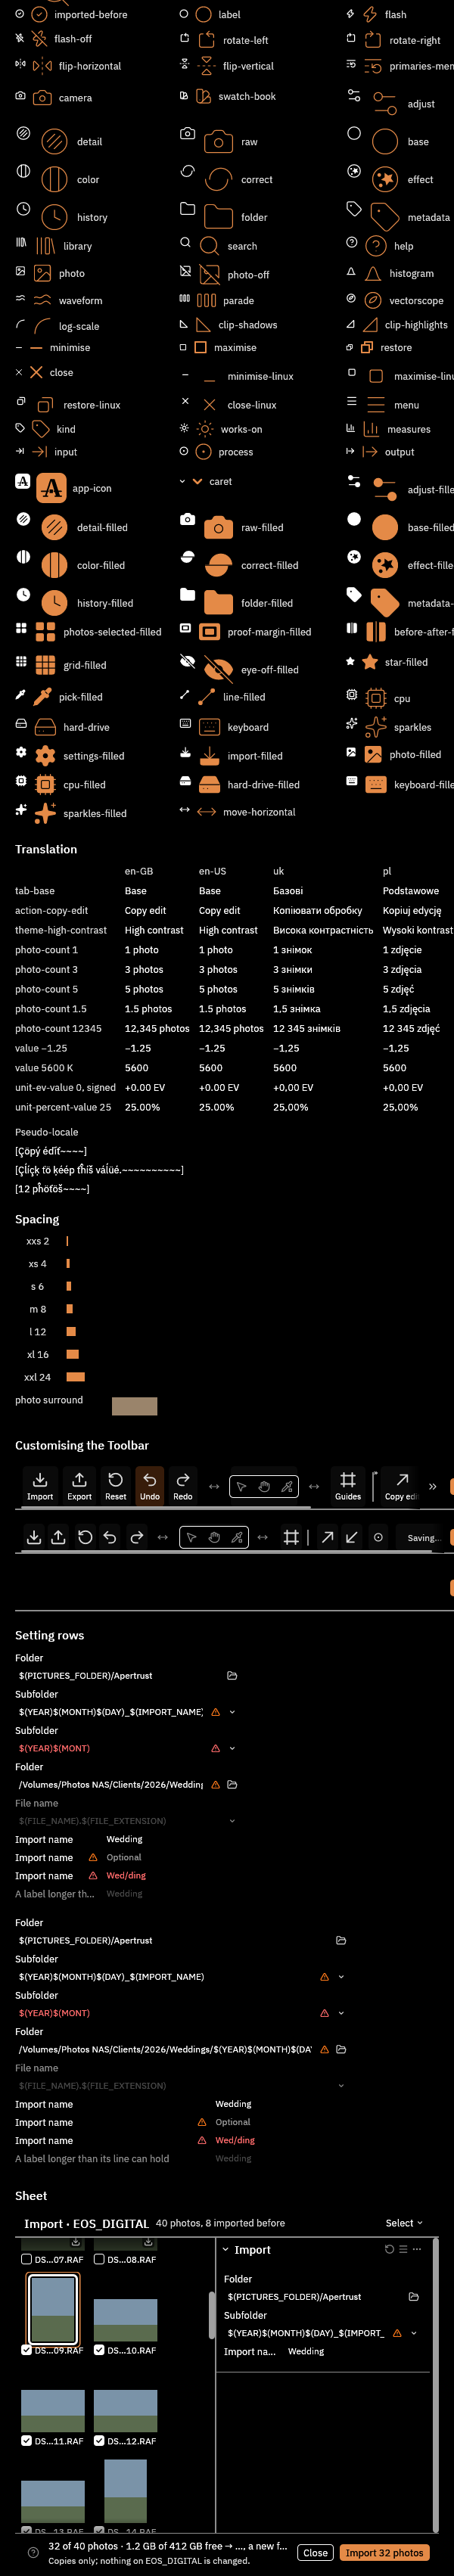 imported-before label flash
flash-off rotate-left rotate-right
flip-horizontal flip-vertical primaries-men
camera swatch-book adjust
detail raw base
color correct effect
history folder metadata
library search help
photo photo-off histogram
waveform parade vectorscope
log-scale clip-shadows clip-highlights
minimise maximise restore
close minimise-linux maximise-linu
restore-linux close-linux menu
kind works-on measures
input process output
app-icon caret adjust-fille
detail-filled raw-filled base-filled
color-filled correct-filled effect-fille
history-filled folder-filled metadata-
photos-selected-filled proof-margin-filled before-after-f
grid-filled eye-off-filled star-filled
pick-filled line-filled cpu
hard-drive keyboard sparkles
settings-filled import-filled photo-filled
cpu-filled hard-drive-filled keyboard-fille
sparkles-filled move-horizontal
Translation
en-GB en-US uk pl
tab-base Base Base Базові Podstawowe
action-copy-edit Copy edit Copy edit Копіювати обробку Kopiuj edycję
theme-high-contrast High contrast High contrast Висока контрастність Wysoki kontrast
photo-count 1 1 photo 1 photo 1 знімок 1 zdjęcie
photo-count 3 3 photos 3 photos 3 знімки 3 zdjęcia
photo-count 5 5 photos 5 photos 5 знімків 5 zdjęć
photo-count 1.5 1.5 photos 1.5 photos 1,5 знімка 1,5 zdjęcia
photo-count 12345 12,345 photos 12,345 photos 12 345 знімків 12 345 zdjęć
value −1.25 −1.25 −1.25 −1,25 −1,25
value 5600 K 5600 5600 5600 5600
unit-ev-value 0, signed +0.00 EV +0.00 EV +0,00 EV +0,00 EV
unit-percent-value 25 25.00% 25.00% 25,00% 25,00%
Pseudo-locale
[12 
Spacing
xxs 2
xs 4
s 6
m 8
l 12
xl 16
xxl 24
photo surround
Customising the Toolbar
Import Export Reset Undo Redo Guides Copy edi
Saving...
Setting rows
Folder
$(PICTURES_FOLDER)/Apertrust
Subfolder
$(YEAR)$(MONTH)$(DAY)_$(IMPORT_NAME)
Subfolder
$(YEAR)$(MONT)
Folder
/Volumes/Photos NAS/Clients/2026/Wedding
File name
$(FILE_NAME).$(FILE_EXTENSION)
Import name Wedding
Import name Optional
Import name Wed/ding
A label longer th... Wedding
Folder
$(PICTURES_FOLDER)/Apertrust
Subfolder
$(YEAR)$(MONTH)$(DAY)_$(IMPORT_NAME)
Subfolder
$(YEAR)$(MONT)
Folder
/Volumes/Photos NAS/Clients/2026/Weddings/$(YEAR)$(MONTH)$(DA
File name
$(FILE_NAME).$(FILE_EXTENSION)
Import name Wedding
Import name Optional
Import name Wed/ding
A label longer than its line can hold Wedding
Sheet
Import · EOS_DIGITAL 40 photos, 8 imported before Select
DS...07.RAF DS...08.RAF
Import
Folder
$(PICTURES_FOLDER)/Apertrust
Subfolder
$(YEAR)$(MONTH)$(DAY)_$(IMPORT_
Import na... Wedding
DS...09.RAF DS...10.RAF
DS...11.RAF DS...12.RAF
DS...13.RAF DS...14.RAF
32 of 40 photos · 1.2 GB of 412 GB free → ..., a new f...
Copies only; nothing on EOS_DIGITAL is changed.
Close Import 32 photos